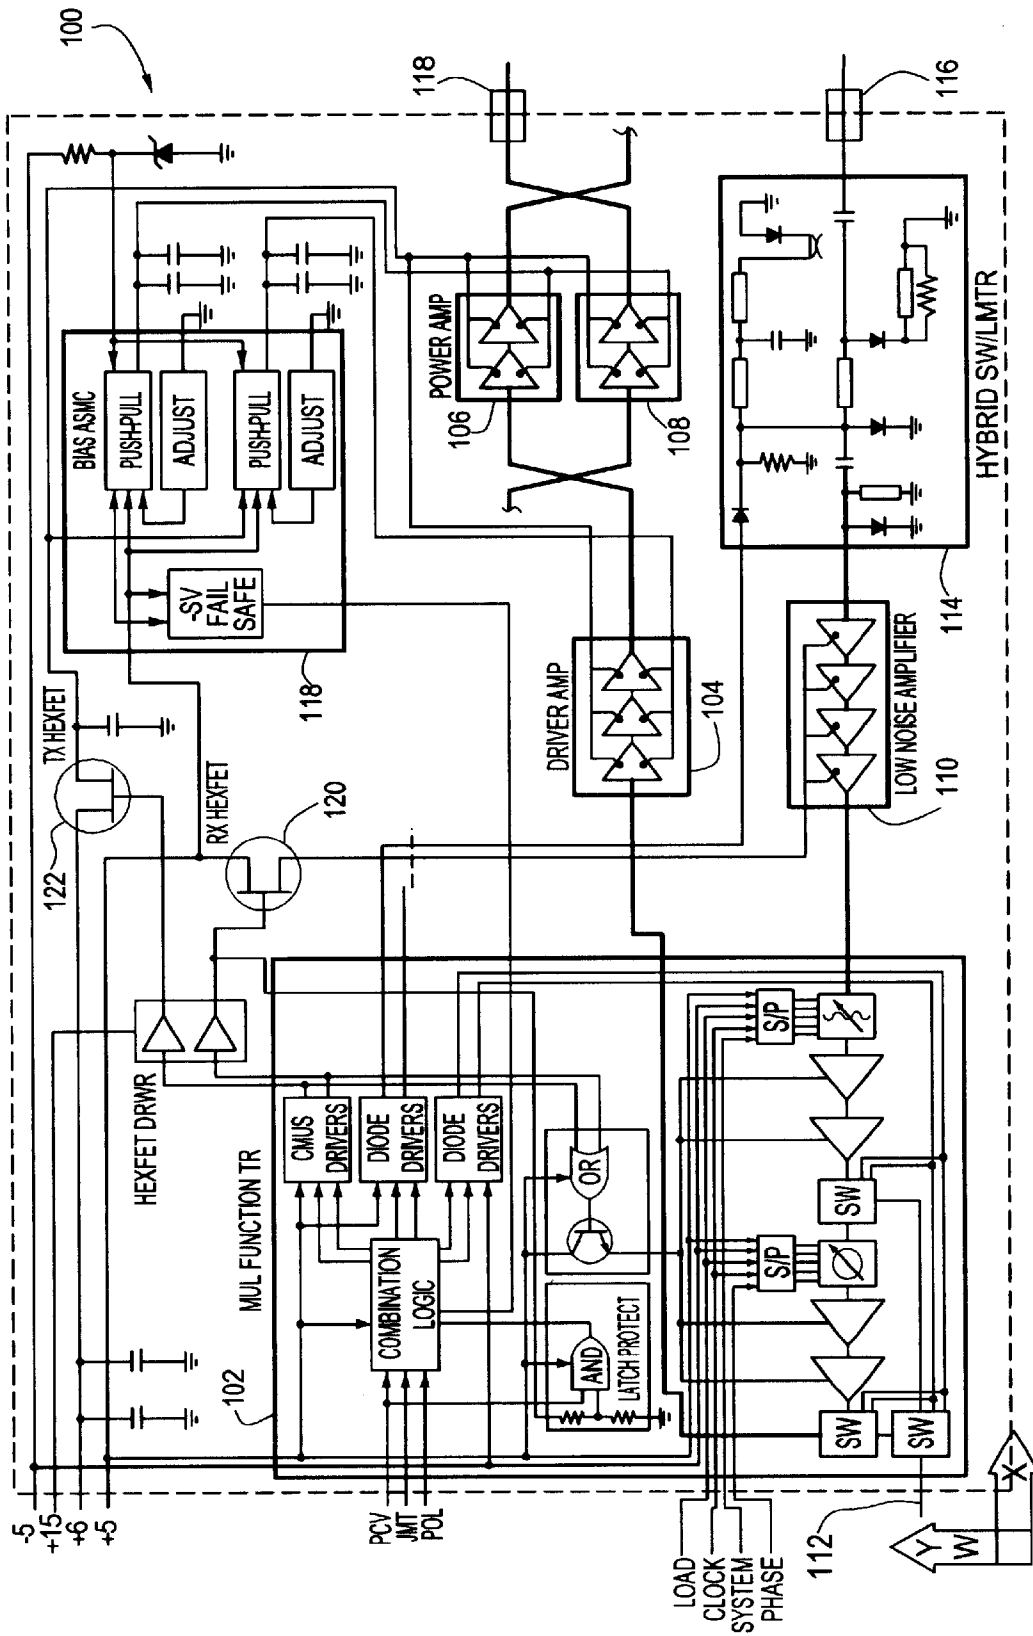 100
118
116
-5
+15
+6
+5
TX HEXFET
122
RX HEXFET
120
HEXFET DRWR
BIAS ASMC
PUSH-PULL
ADJUST
PUSH-PULL
ADJUST
-SV
FAIL
SAFE
118
POWER AMP
106
108
DRIVER AMP
104
HYBRID SW/LMTR
114
LOW NOISE AMPLIFIER
110
MUL FUNCTION TR
102
CMUS
DRIVERS
DIODE
DRIVERS
DIODE
DRIVERS
COMBINATION
LOGIC
OR
AND
LATCH PROTECT
PCV
JMT
POL
S/P
S/P
SW
SW
SW
LOAD
CLOCK
SYSTEM
PHASE
112
Y
W
X